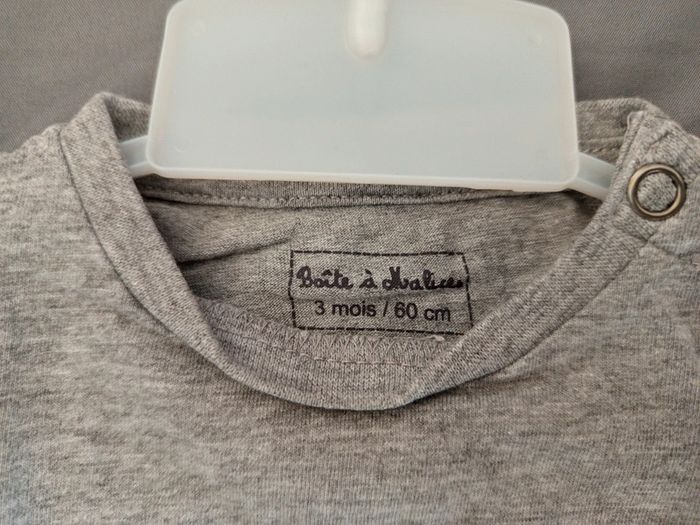 Boîte à Malices
3 mois / 60 cm